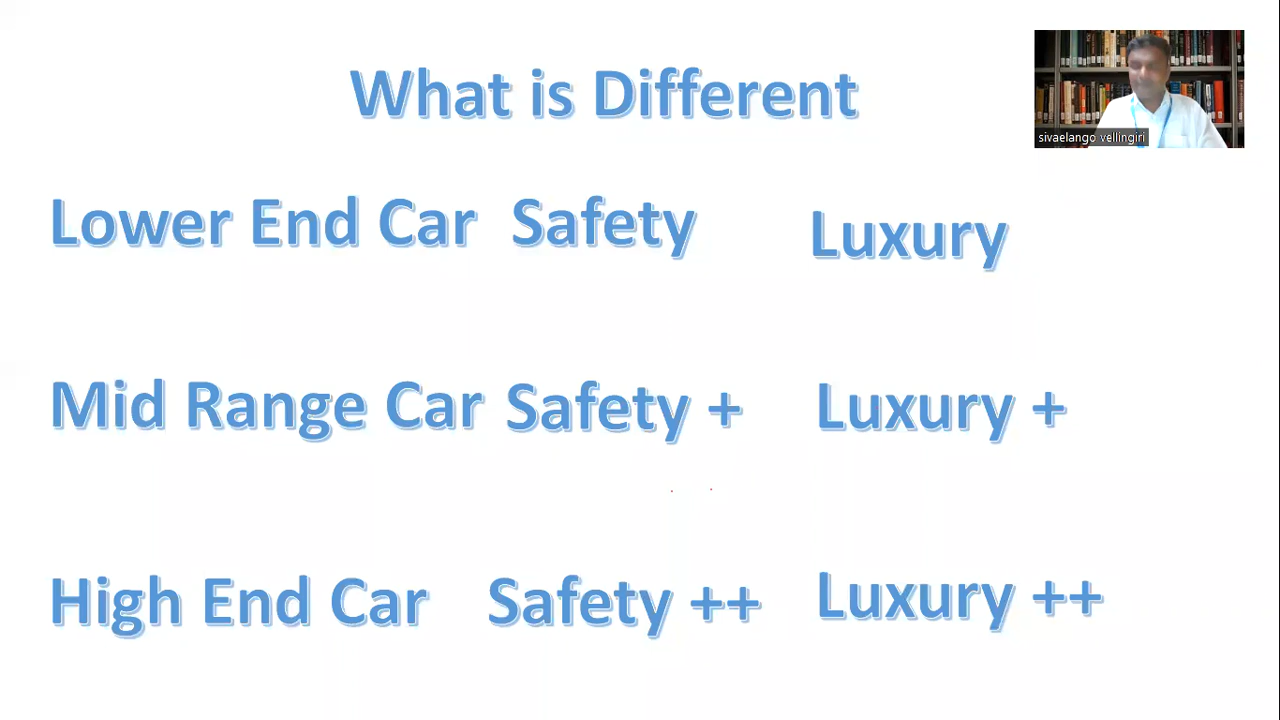 What is Different
sivaelango vellingiri
Lower End Car Safety Luxury
Mid Range Car Safety + Luxury +
High End Car Safety ++ Luxury ++